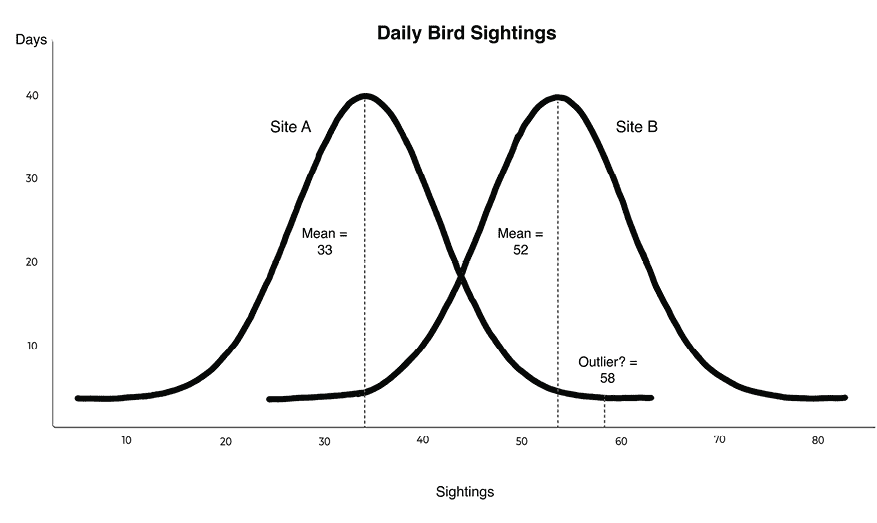 Daily Bird Sightings
Days
40
Site A
Site B
30
Mean =
33
Mean =
52
20
10
Outlier? =
58
10
20
30
40
50
60
70
80
Sightings